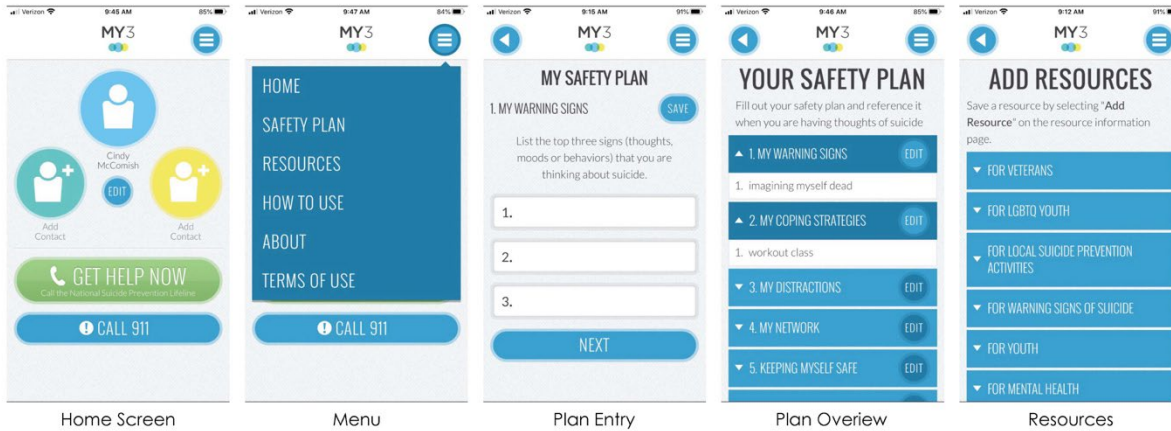 Verizon 9:45 AM 85%
MY3
Cindy
McComish
EDIT
Add
Contact
Add
Contact
GET HELP NOW
Call the National Suicide Prevention Lifeline
CALL 911
Home Screen
Verizon 9:47 AM 84%
MY3
HOME
SAFETY PLAN
RESOURCES
HOW TO USE
ABOUT
TERMS OF USE
CALL 911
Menu
Verizon 9:15 AM 91%
MY3
MY SAFETY PLAN
1. MY WARNING SIGNS
SAVE
List the top three signs (thoughts,
moods or behaviors) that you are
thinking about suicide.
1.
2.
3.
NEXT
Plan Entry
Verizon 9:46 AM 85%
MY3
YOUR SAFETY PLAN
Fill out your safety plan and reference it
when you are having thoughts of suicide
1. MY WARNING SIGNS EDIT
1. imagining myself dead
2. MY COPING STRATEGIES EDIT
1. workout class
3. MY DISTRACTIONS EDIT
4. MY NETWORK EDIT
5. KEEPING MYSELF SAFE EDIT
Plan Overiew
Verizon 9:12 AM 91%
MY3
ADD RESOURCES
Save a resource by selecting "Add
Resource" on the resource information
page.
FOR VETERANS
FOR LGBTQ YOUTH
FOR LOCAL SUICIDE PREVENTION
ACTIVITIES
FOR WARNING SIGNS OF SUICIDE
FOR YOUTH
FOR MENTAL HEALTH
Resources